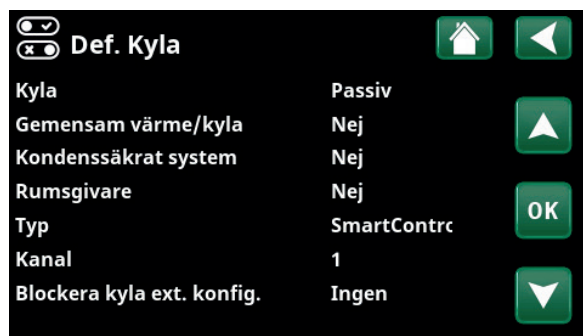 Def. Kyla
Kyla Passiv
Gemensam värme/kyla Nej
Kondenssäkrat system Nej
Rumsgivare Nej
Typ SmartContrc
Kanal 1
Blockera kyla ext. konfig. Ingen
OK